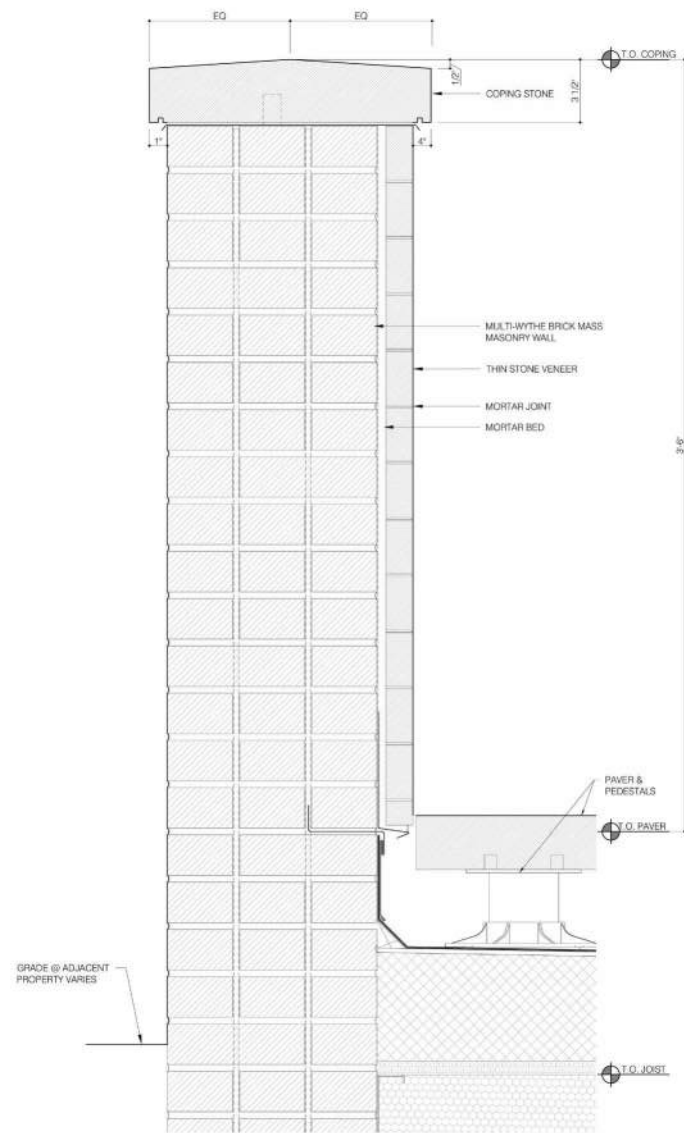 EQ
EQ
T.O. COPING
1/2"
COPING STONE
3 1/2"
1"
4"
MULTI-WYTHE BRICK MASS
MASONRY WALL
THIN STONE VENEER
MORTAR JOINT
MORTAR BED
3'-6"
PAVER &
PEDESTALS
T.O. PAVER
GRADE @ ADJACENT
PROPERTY VARIES
T.O. JOIST